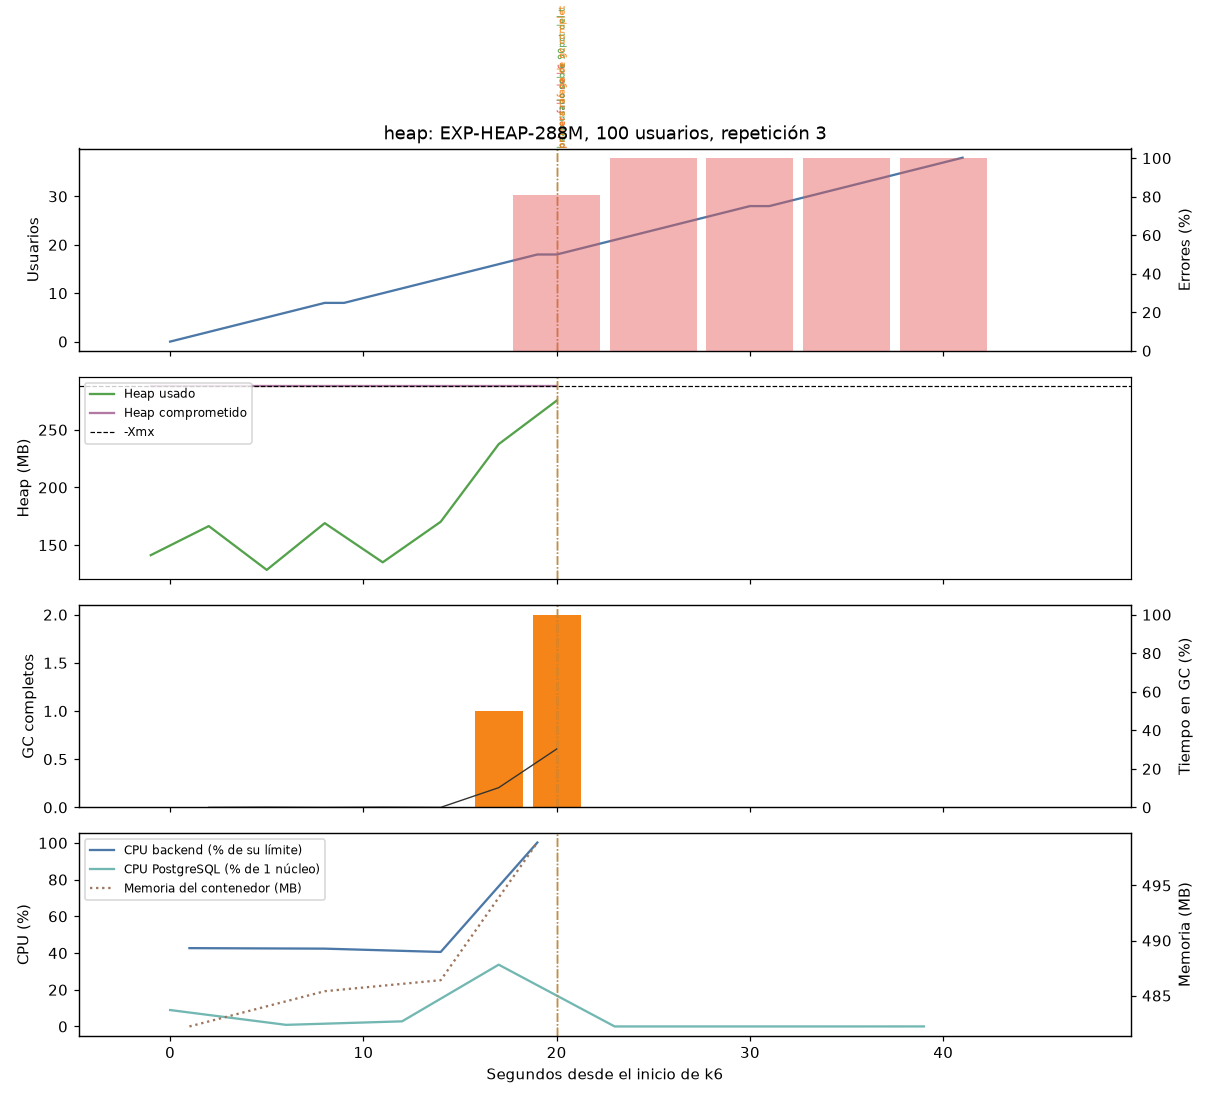 heap: EXP-HEAP-288M, 100 usuarios, repetición 3
Usuarios
30
20
10
0
Errores (%)
100
80
60
40
20
0
Heap (MB)
250
200
150
Heap usado
Heap comprometido
-Xmx
GC completos
2.0
1.5
1.0
0.5
0.0
Tiempo en GC (%)
100
80
60
40
20
0
CPU (%)
100
80
60
40
20
0
CPU backend (% de su límite)
CPU PostgreSQL (% de 1 núcleo)
Memoria del contenedor (MB)
Memoria (MB)
495
490
485
0
10
20
30
40
Segundos desde el inicio de k6